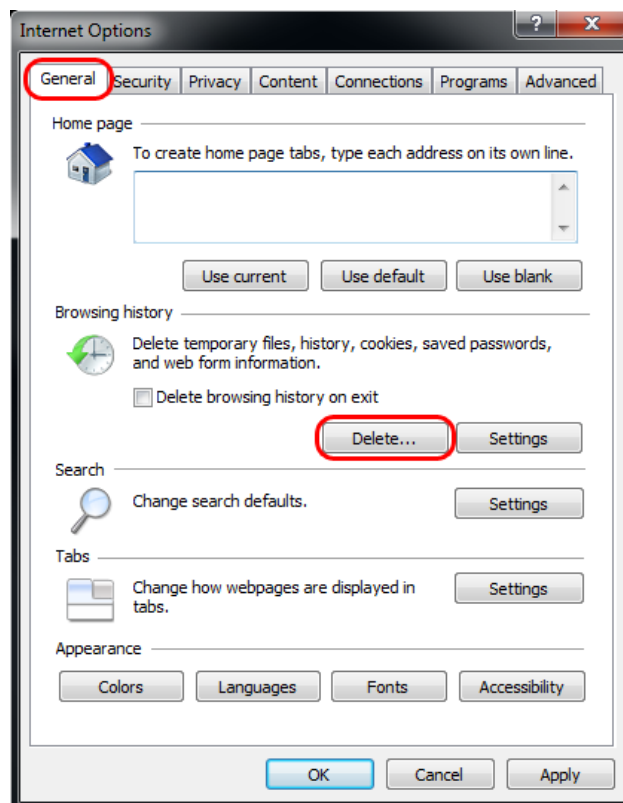 Internet Options
?
X
General Security Privacy Content Connections Programs Advanced
Home page
To create home page tabs, type each address on its own line.
Use current Use default Use blank
Browsing history
Delete temporary files, history, cookies, saved passwords,
and web form information.
Delete browsing history on exit
Delete... Settings
Search
Change search defaults. Settings
Tabs
Change how webpages are displayed in
tabs.
Settings
Appearance
Colors Languages Fonts Accessibility
OK Cancel Apply